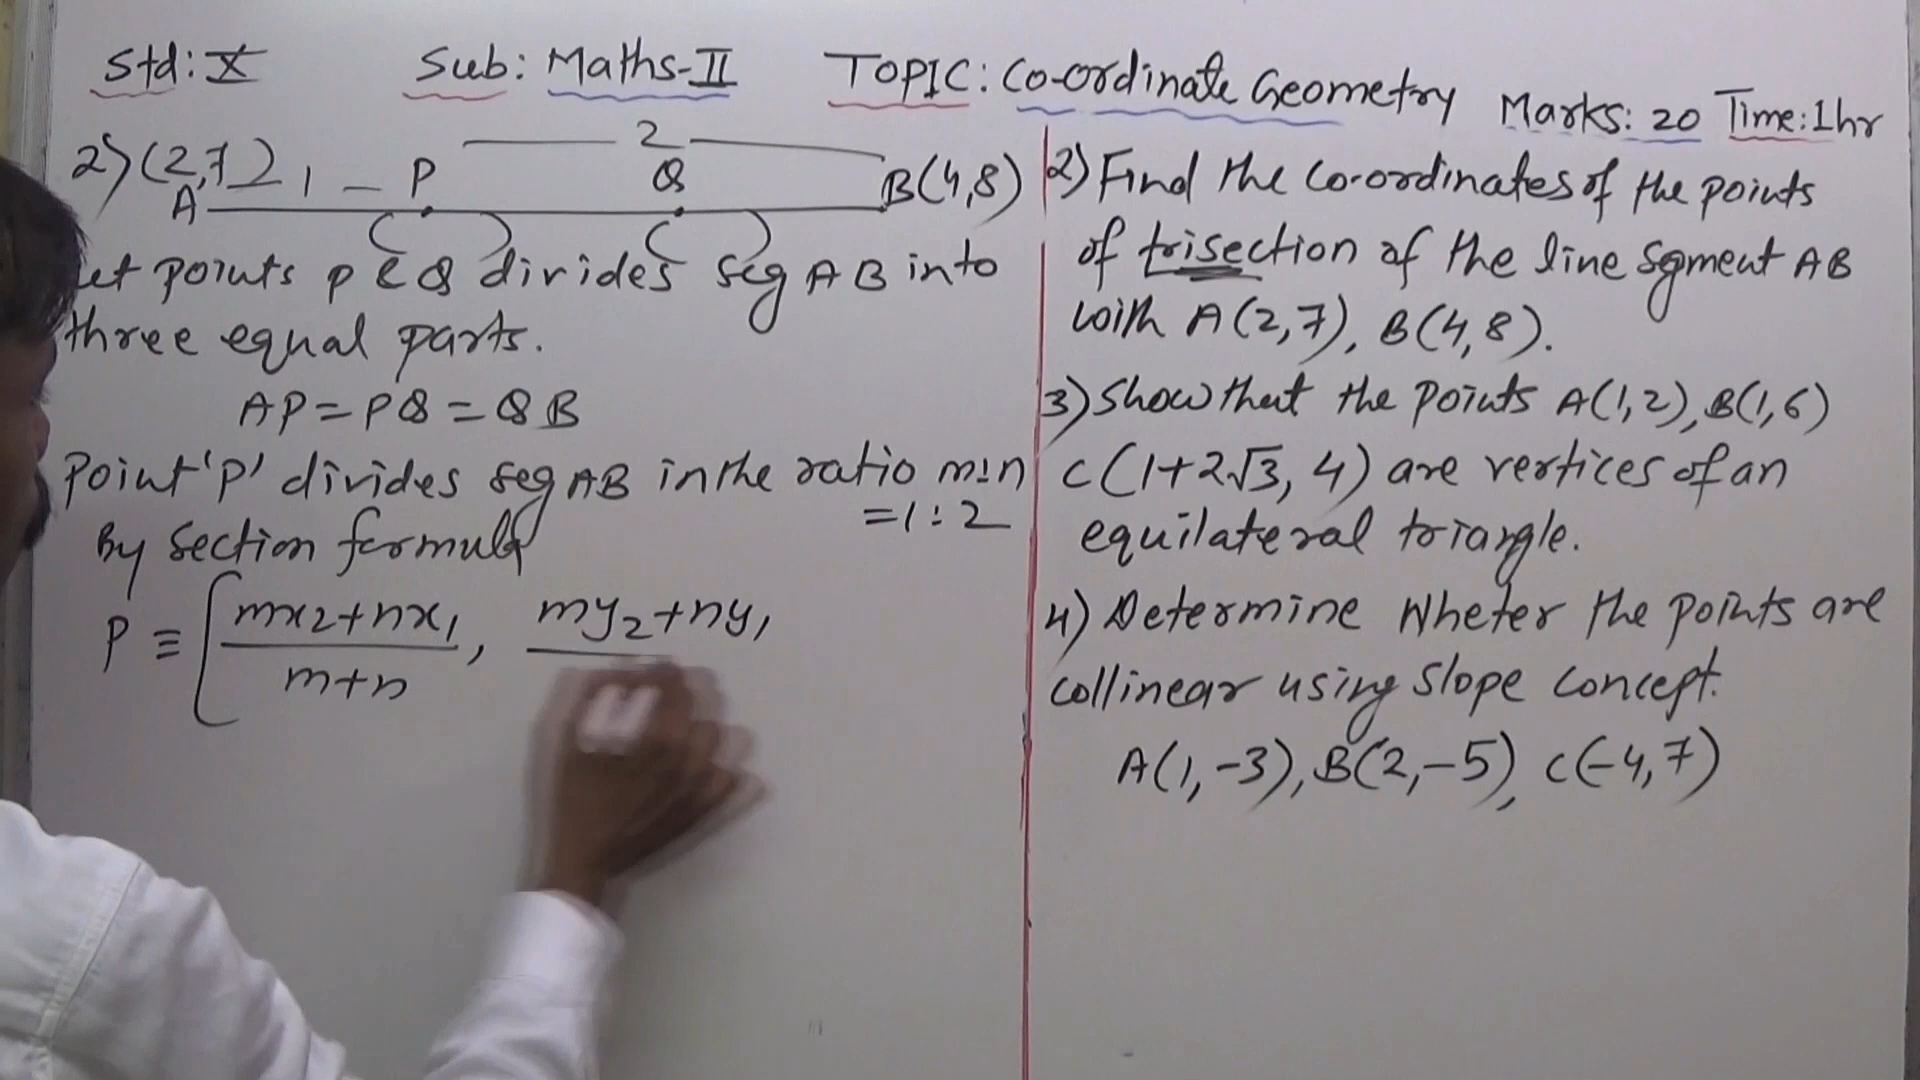 Std: X Sub: Maths-II TOPIC: Co-ordinate Geometry Marks: 20 Time: 1hr
2) (2,7) 1 P 2 Q B(4,8)
A
points P & Q divides seg AB into
three equal parts.
AP = PQ = QB
Point 'P' divides seg AB in the ratio m:n
= 1 : 2
By Section formula
P ≡ [ mx2+nx1 / m+n , my2+ny1
2) Find the Co-ordinates of the points
of trisection of the line Sgment AB
with A(2,7), B(4,8).
3) Show that the Points A(1,2), B(1,6)
C(1+2√3, 4) are vertices of an
equilateral triangle.
4) Determine Wheter the points are
collinear using Slope Concept.
A(1,-3), B(2,-5), C(-4,7)